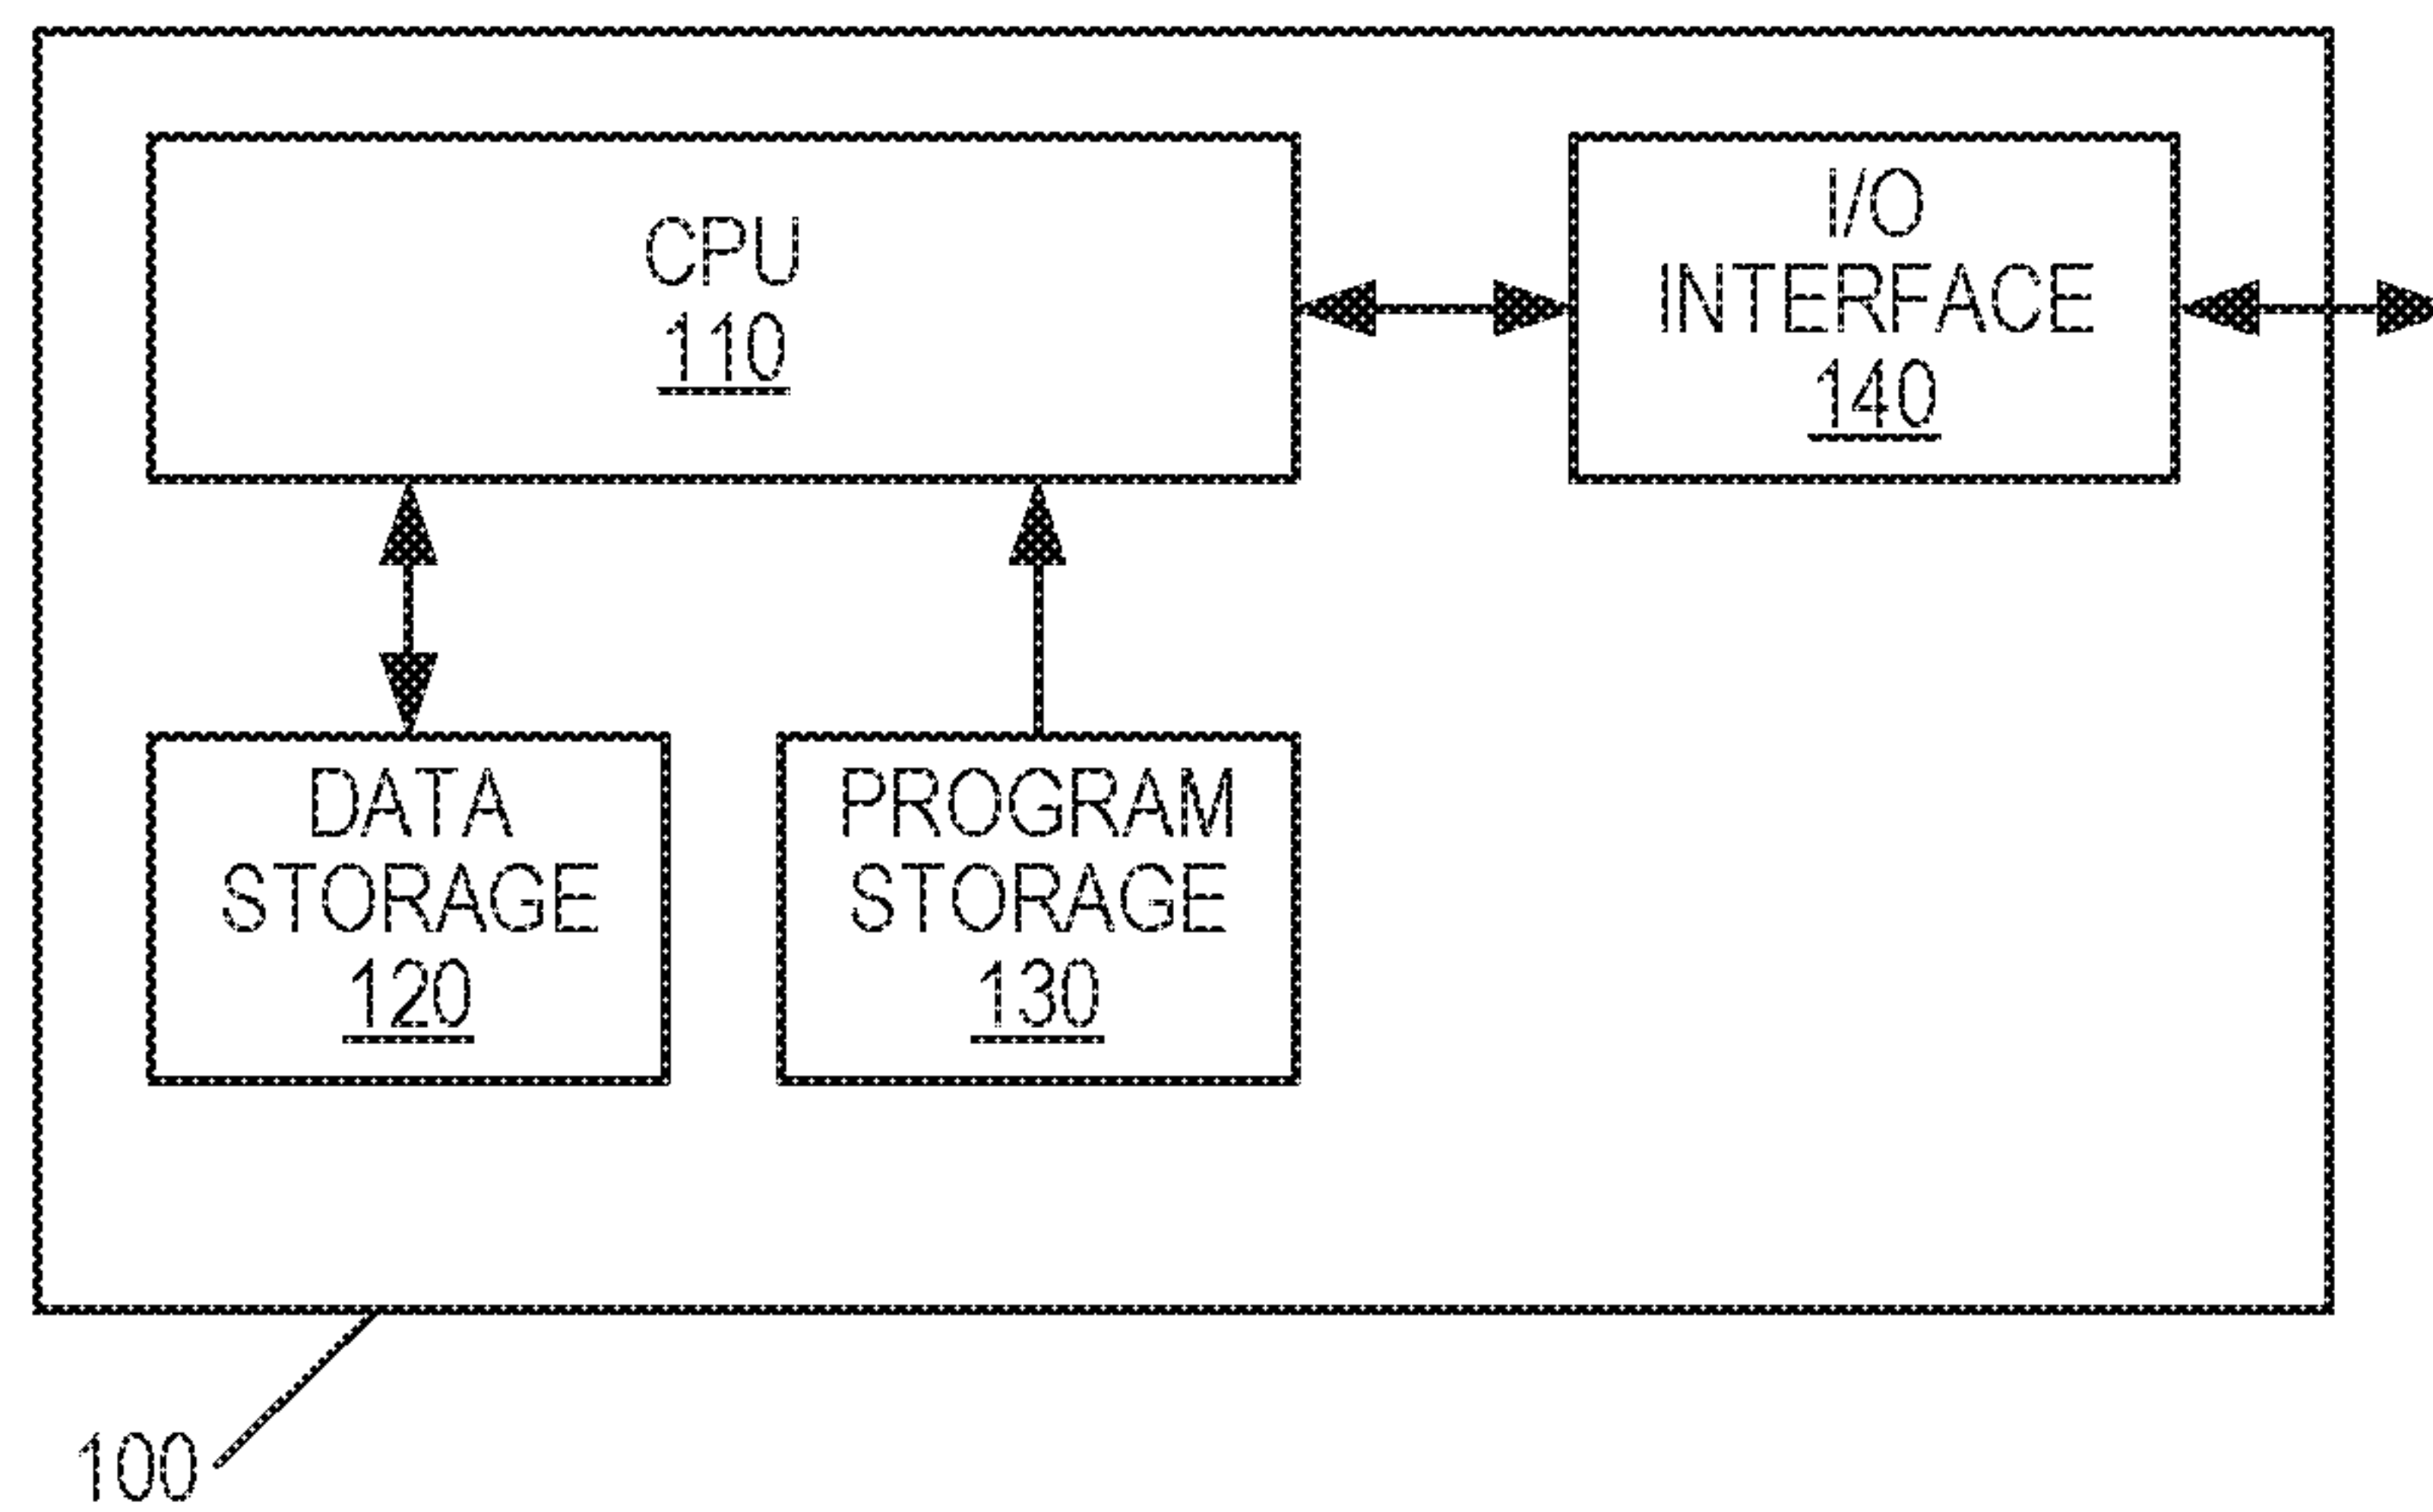 CPU
110
I/O
INTERFACE
140
DATA
STORAGE
120
PROGRAM
STORAGE
130
100